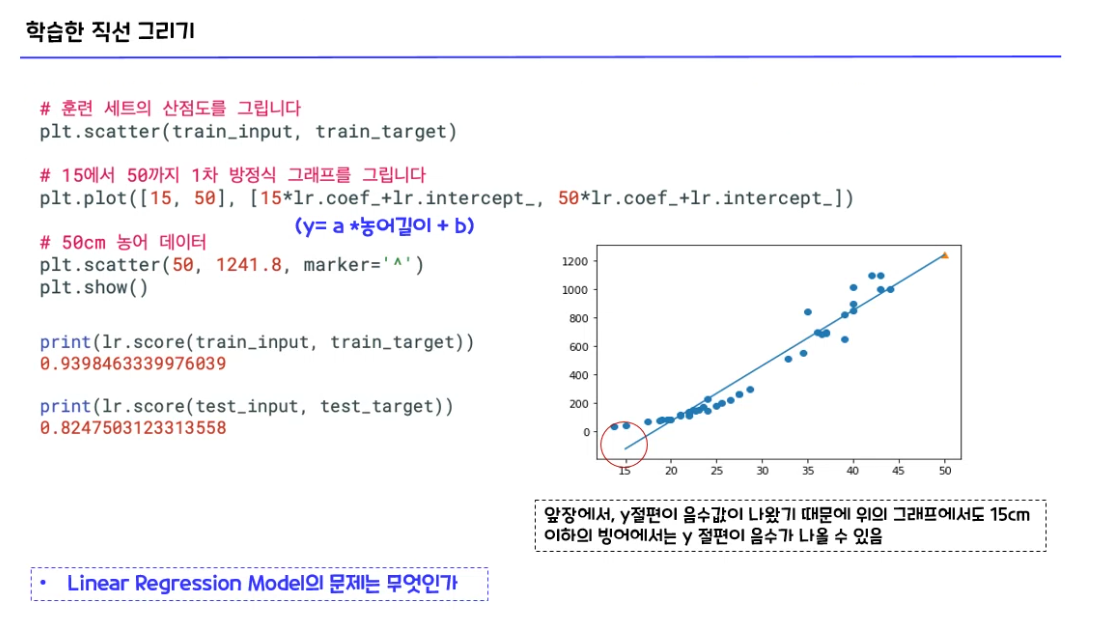 학습한 직선 그리기
# 훈련 세트의 산점도를 그립니다
plt.scatter(train_input, train_target)
# 15에서 50까지 1차 방정식 그래프를 그립니다
plt.plot([15, 50], [15*lr.coef_+lr.intercept_, 50*lr.coef_+lr.intercept_])
(y= a *농어길이 + b)
# 50cm 농어 데이터
plt.scatter(50, 1241.8, marker='^')
plt.show()
print(lr.score(train_input, train_target))
0.9398463339976039
print(lr.score(test_input, test_target))
0.8247503123313558
1200
1000
800
600
400
200
0
15 20 25 30 35 40 45 50
앞장에서, y절편이 음수값이 나왔기 때문에 위의 그래프에서도 15cm
이하의 빙어에서는 y 절편이 음수가 나올 수 있음
• Linear Regression Model의 문제는 무엇인가